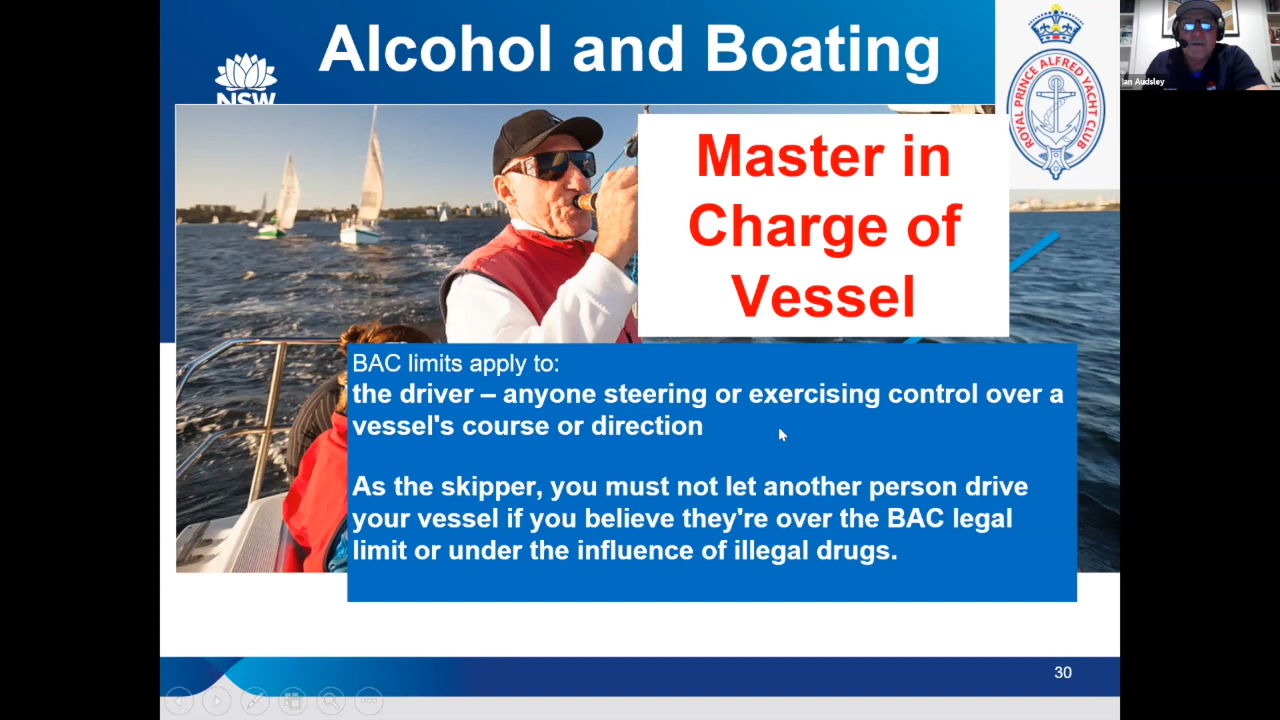 Alcohol and Boating
NSW
ROYAL PRINCE ALFRED YACHT CLUB
Ian Audsley
Master in
Charge of
Vessel
BAC limits apply to:
the driver – anyone steering or exercising control over a
vessel's course or direction
As the skipper, you must not let another person drive
your vessel if you believe they're over the BAC legal
limit or under the influence of illegal drugs.
30